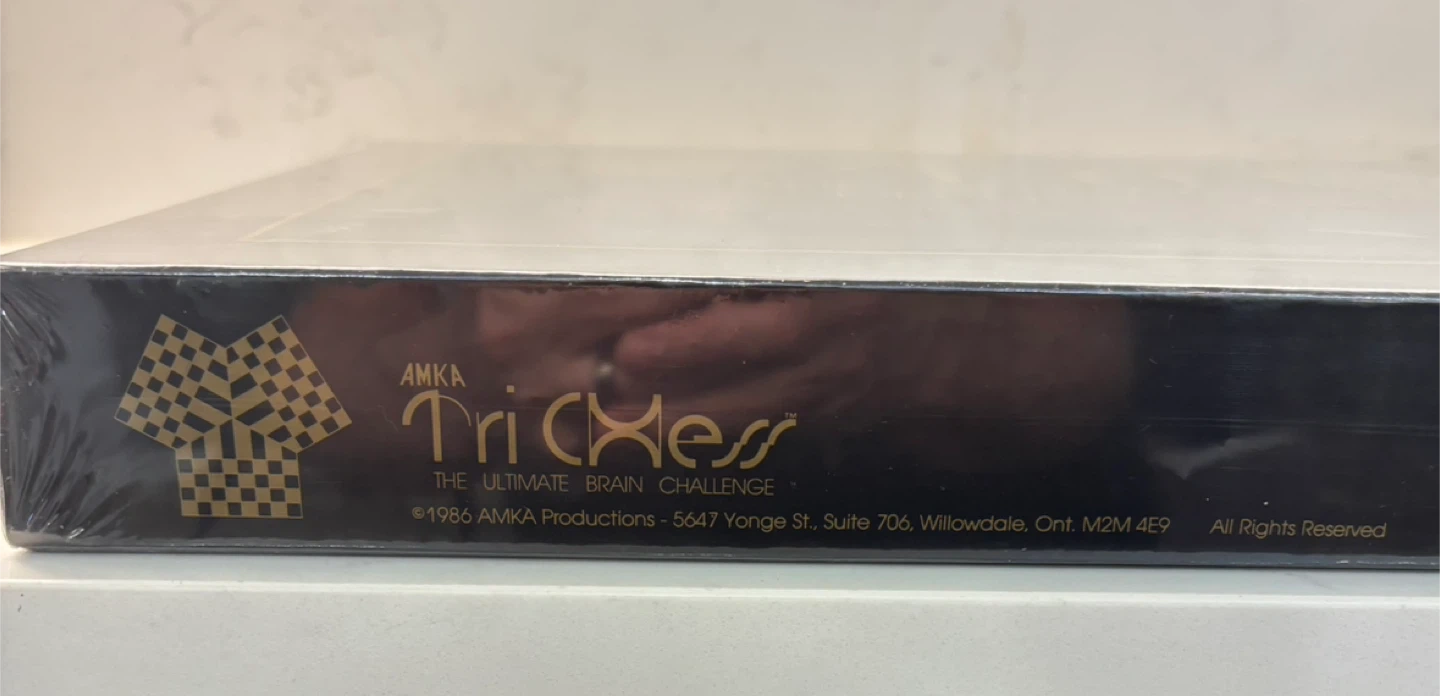 AMKA
Tri CHess™
THE ULTIMATE BRAIN CHALLENGE
©1986 AMKA Productions - 5647 Yonge St., Suite 706, Willowdale, Ont. M2M 4E9 All Rights Reserved